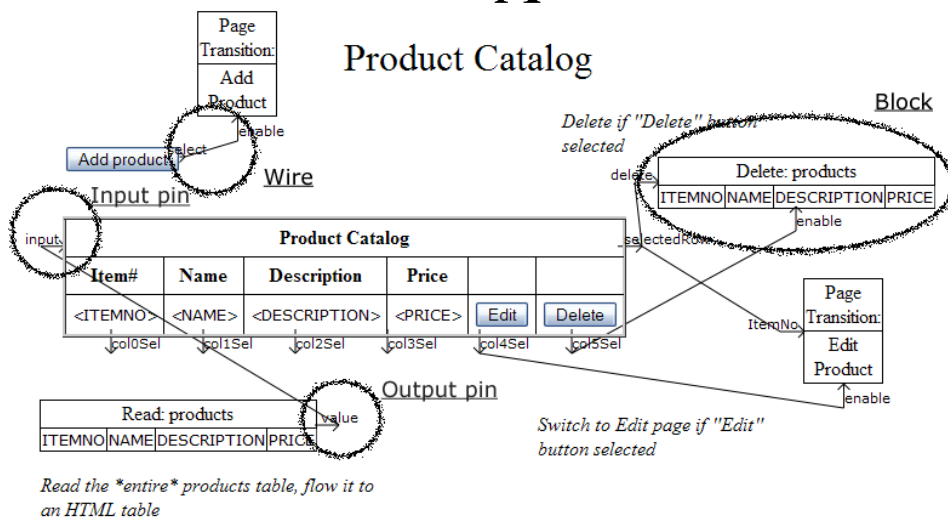 Page
Transition:
Add
Product
Product Catalog
Block
enable
select
Add product
Wire
Delete if "Delete" button
selected
delete
Delete: products
ITEMNO NAME DESCRIPTION PRICE
enable
Input pin
input
Product Catalog
_selectedRow
Item# Name Description Price
<ITEMNO> <NAME> <DESCRIPTION> <PRICE> Edit Delete
col0Sel col1Sel col2Sel col3Sel col4Sel col5Sel
ItemNo
Page
Transition:
Edit
Product
enable
Output pin
Read: products
value
ITEMNO NAME DESCRIPTION PRICE
Switch to Edit page if "Edit"
button selected
Read the *entire* products table, flow it to
an HTML table